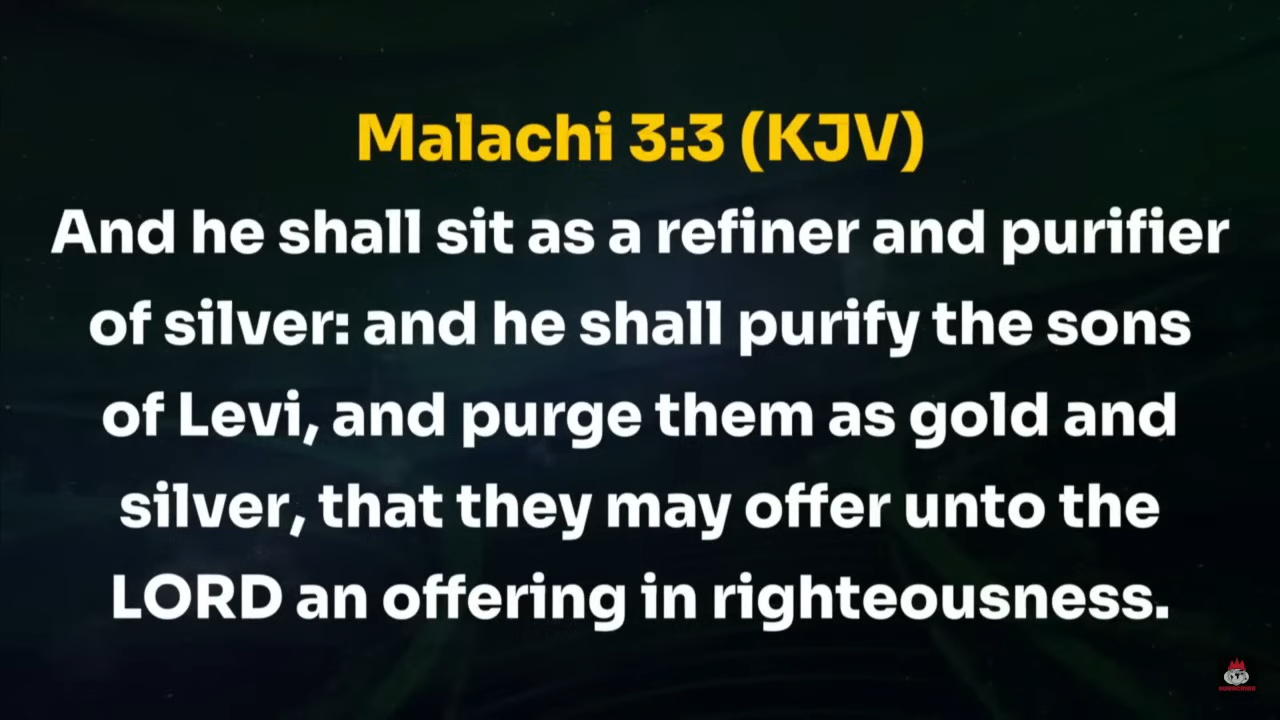 Malachi 3:3 (KJV)
And he shall sit as a refiner and purifier
of silver: and he shall purify the sons
of Levi, and purge them as gold and
silver, that they may offer unto the
LORD an offering in righteousness.
SUBSCRIBE